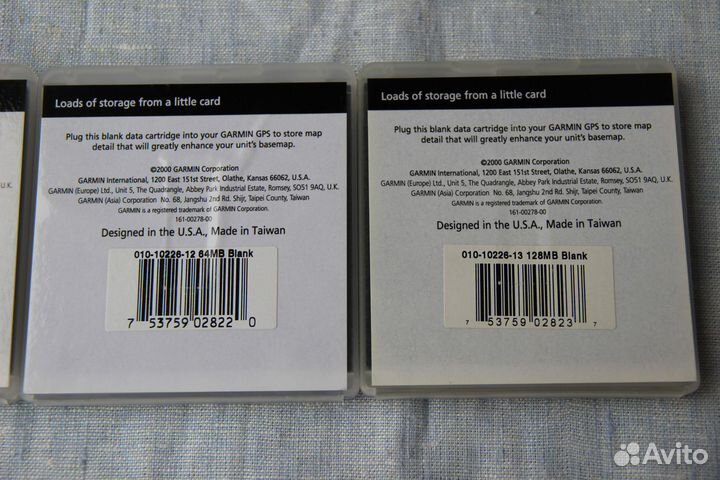 U.K.
Loads of storage from a little card
Plug this blank data cartridge into your GARMIN GPS to store map
detail that will greatly enhance your unit's basemap.
©2000 GARMIN Corporation
GARMIN International, 1200 East 151st Street, Olathe, Kansas 66062, U.S.A.
GARMIN (Europe) Ltd., Unit 5, The Quadrangle, Abbey Park Industrial Estate, Romsey, SO51 9AQ, U.K.
GARMIN (Asia) Corporation No. 68, Jangshu 2nd Rd. Shijr, Taipei County, Taiwan
GARMIN is a registered trademark of GARMIN Corporation.
161-00278-00
Designed in the U.S.A., Made in Taiwan
010-10226-12 64MB Blank
7 53759 02822 0
Loads of storage from a little card
Plug this blank data cartridge into your GARMIN GPS to store map
detail that will greatly enhance your unit's basemap.
©2000 GARMIN Corporation
GARMIN International, 1200 East 151st Street, Olathe, Kansas 66062, U.S.A.
GARMIN (Europe) Ltd., Unit 5, The Quadrangle, Abbey Park Industrial Estate, Romsey, SO51 9AQ, U.K.
GARMIN (Asia) Corporation No. 68, Jangshu 2nd Rd. Shijr, Taipei County, Taiwan
GARMIN is a registered trademark of GARMIN Corporation.
161-00278-00
Designed in the U.S.A., Made in Taiwan
010-10226-13 128MB Blank
7 53759 02823 7
Avito